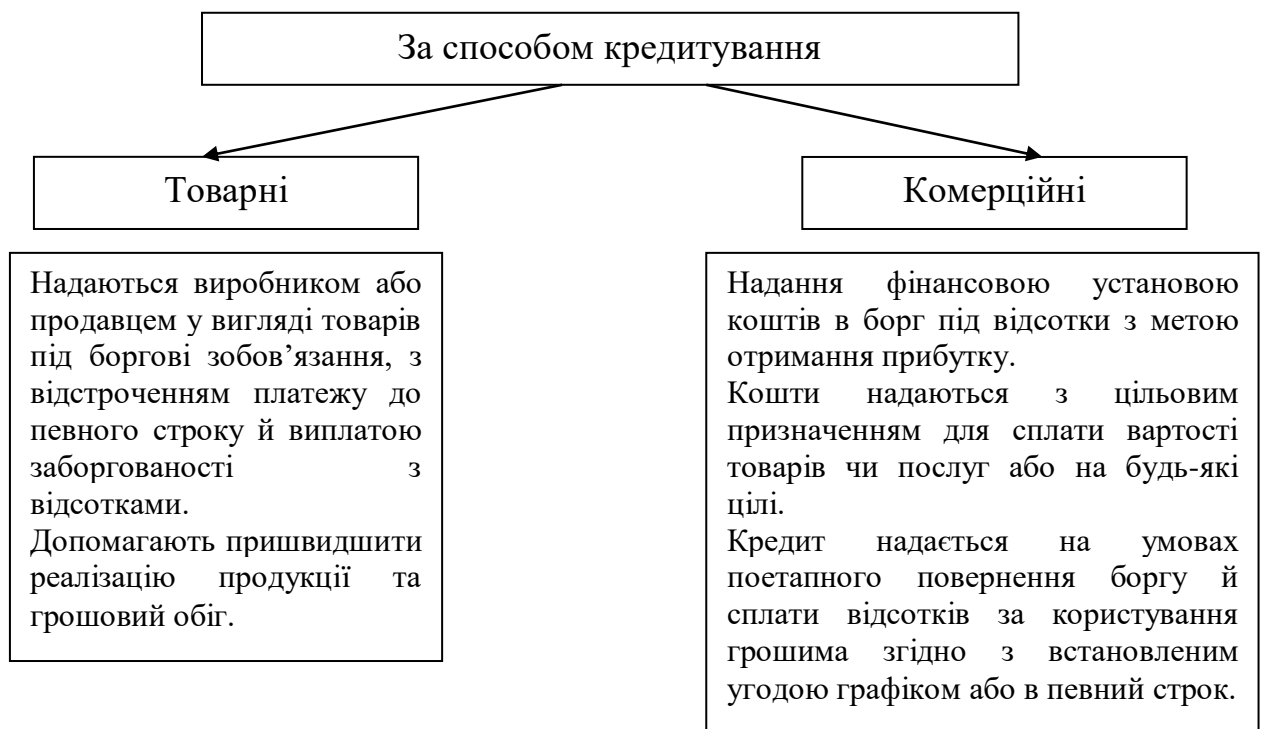 За способом кредитування
Товарні
Комерційні
Надаються виробником або
продавцем у вигляді товарів
під боргові зобов’язання, з
відстроченням платежу до
певного строку й виплатою
заборгованості з
відсотками.
Допомагають пришвидшити
реалізацію продукції та
грошовий обіг.
Надання фінансовою установою
коштів в борг під відсотки з метою
отримання прибутку.
Кошти надаються з цільовим
призначенням для сплати вартості
товарів чи послуг або на будь-які
цілі.
Кредит надається на умовах
поетапного повернення боргу й
сплати відсотків за користування
грошима згідно з встановленим
угодою графіком або в певний строк.